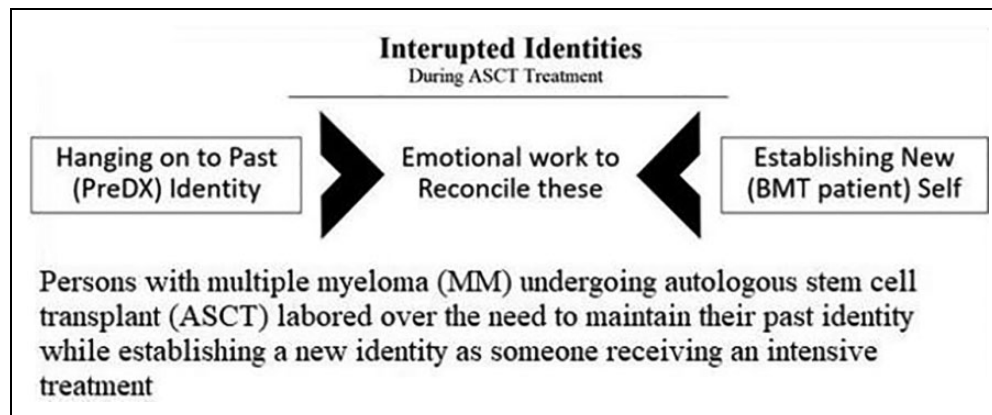 Interupted Identities
During ASCT Treatment
Hanging on to Past
(PreDX) Identity
Emotional work to
Reconcile these
Establishing New
(BMT patient) Self
Persons with multiple myeloma (MM) undergoing autologous stem cell
transplant (ASCT) labored over the need to maintain their past identity
while establishing a new identity as someone receiving an intensive
treatment